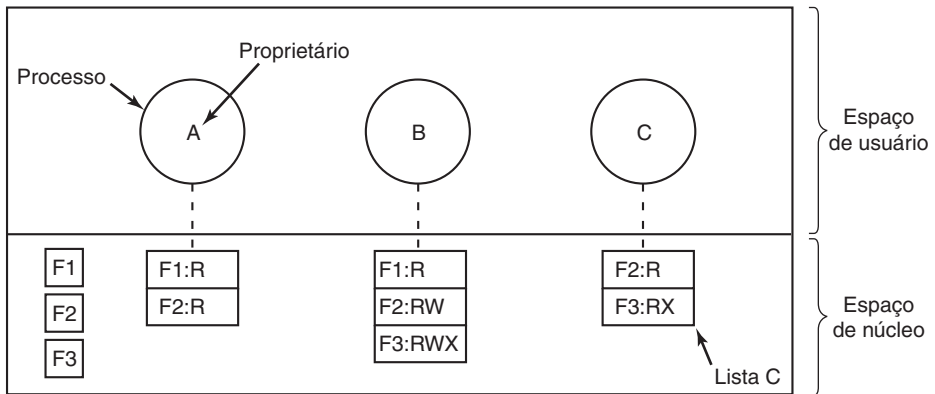 Proprietário
Processo
A
B
C
Espaço
de usuário
F1
F2
F3
F1:R
F2:R
F1:R
F2:RW
F3:RWX
F2:R
F3:RX
Lista C
Espaço
de núcleo